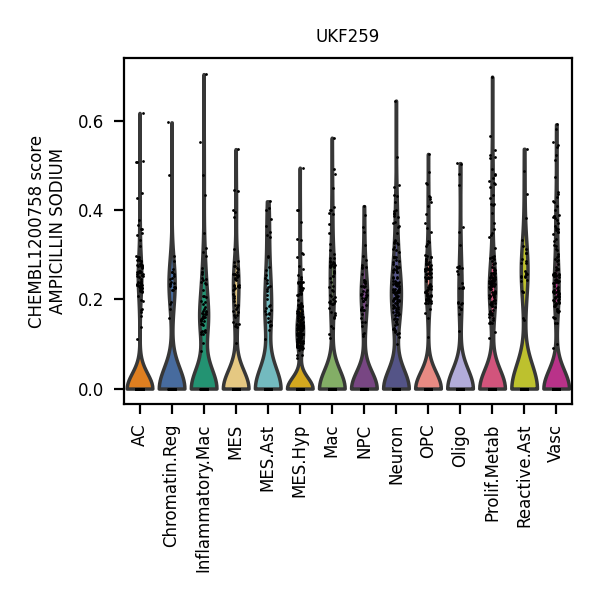 UKF259
CHEMBL1200758 score
AMPICILLIN SODIUM
0.6
0.4
0.2
0.0
AC
Chromatin.Reg
Inflammatory.Mac
MES
MES.Ast
MES.Hyp
Mac
NPC
Neuron
OPC
Oligo
Prolif.Metab
Reactive.Ast
Vasc